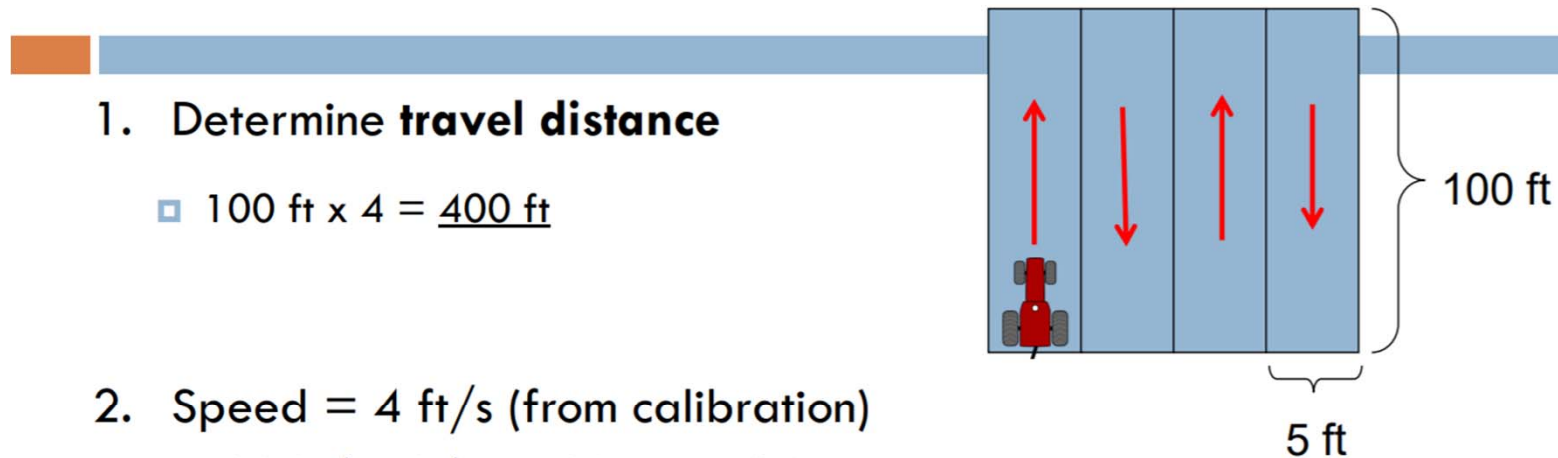 1. Determine travel distance
100 ft x 4 = 400 ft
100 ft
2. Speed = 4 ft/s (from calibration)
5 ft